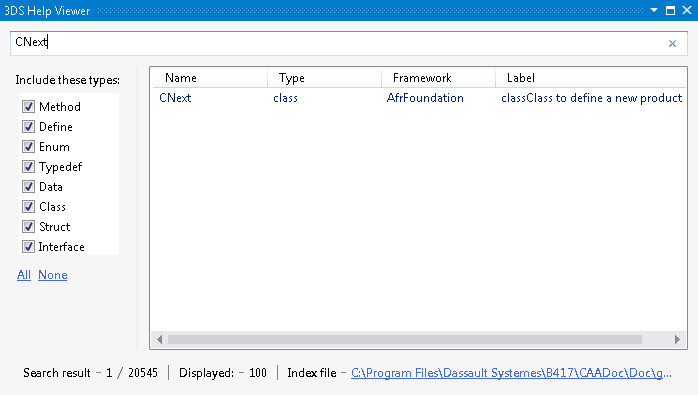 3DS Help Viewer
CNext
Include these types:
Method
Define
Enum
Typedef
Data
Class
Struct
Interface
All None
Name Type Framework Label
CNext class AfrFoundation classClass to define a new product
Search result - 1 / 20545 Displayed: - 100 Index file - C:\Program Files\Dassault Systemes\B417\CAADoc\Doc\g...